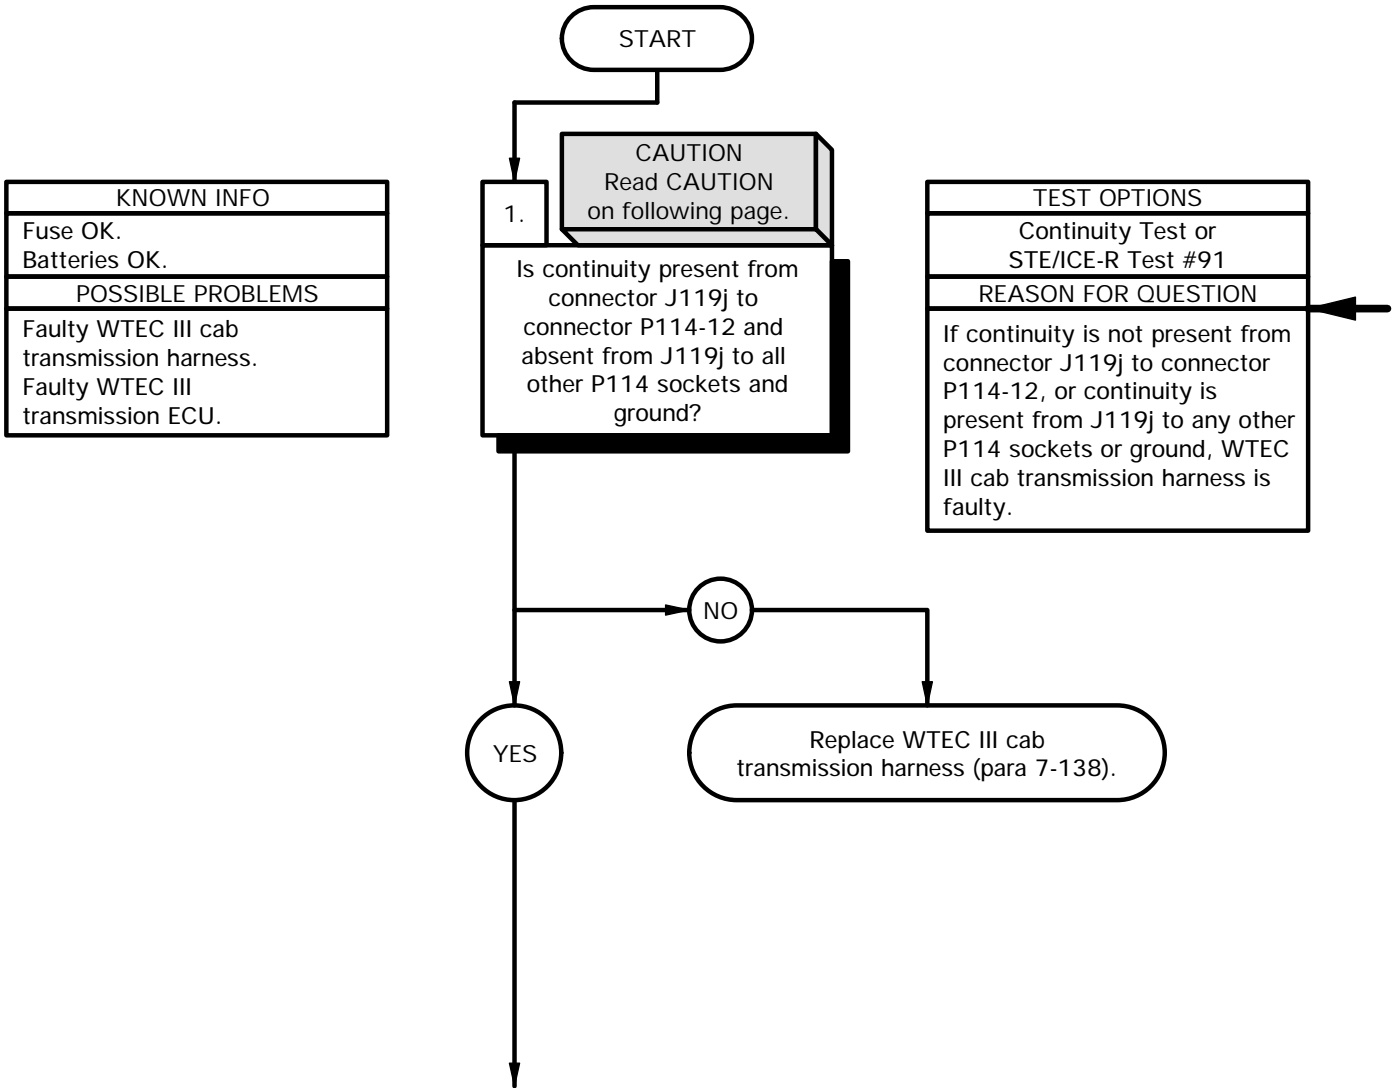 START
KNOWN INFO
Fuse OK.
Batteries OK.
POSSIBLE PROBLEMS
Faulty WTEC III cab
transmission harness.
Faulty WTEC III
transmission ECU.
1.
CAUTION
Read CAUTION
on following page.
Is continuity present from
connector J119j to
connector P114-12 and
absent from J119j to all
other P114 sockets and
ground?
TEST OPTIONS
Continuity Test or
STE/ICE-R Test #91
REASON FOR QUESTION
If continuity is not present from
connector J119j to connector
P114-12, or continuity is
present from J119j to any other
P114 sockets or ground, WTEC
III cab transmission harness is
faulty.
NO
YES
Replace WTEC III cab
transmission harness (para 7-138).